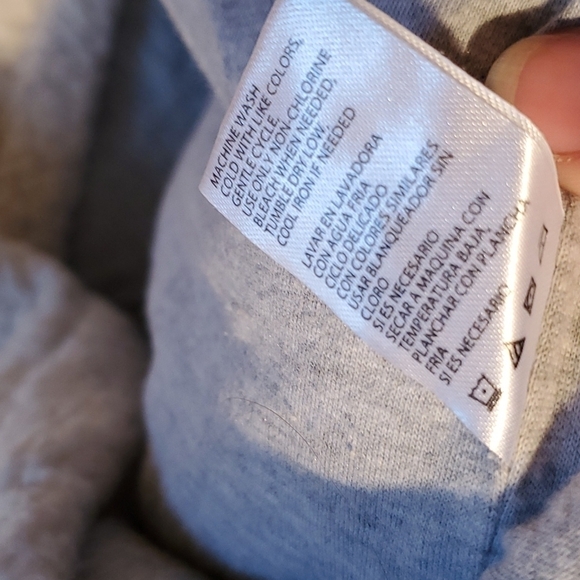 MACHINE WASH
COLD WITH LIKE COLORS,
GENTLE CYCLE,
USE ONLY NON-CHLORINE
BLEACH WHEN NEEDED,
TUMBLE DRY LOW,
COOL IRON IF NEEDED
LAVAR EN LAVADORA
CON AGUA FRIA
CICLO DELICADO
CON COLORES SIMILARES
USAR BLANQUEADOR SIN
CLORO
SI ES NECESARIO
SECAR A MAQUINA CON
TEMPERATURA BAJA,
PLANCHAR CON PLANCHA
FRIA
SI ES NECESARIO